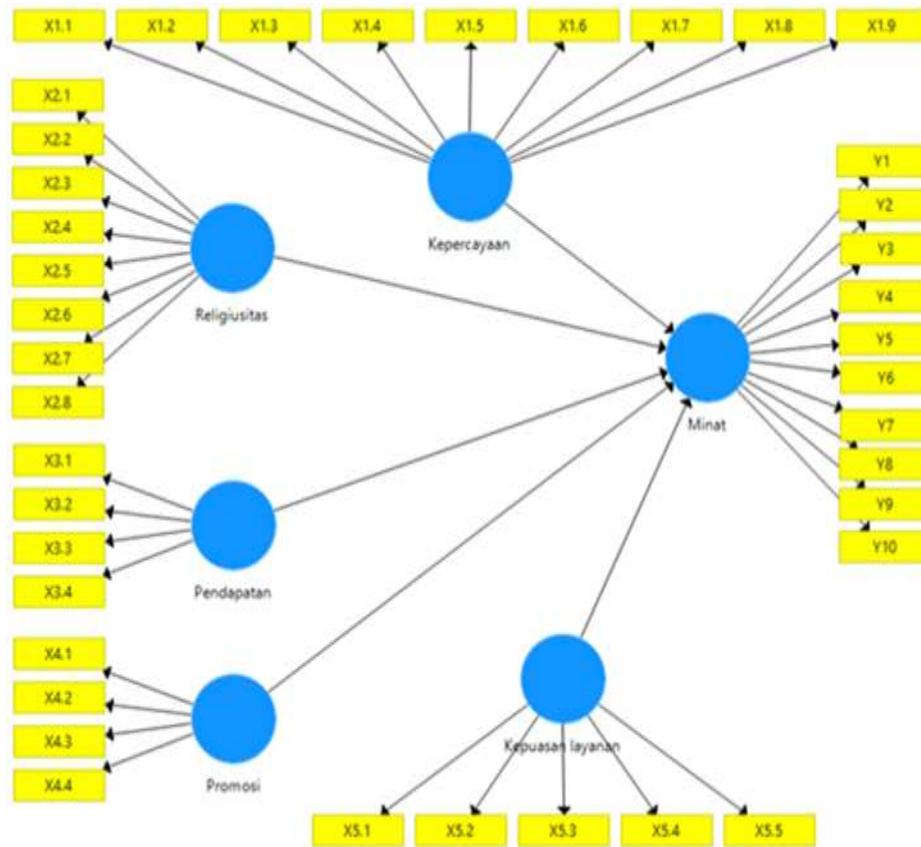 X1.1
X1.2
X1.3
X1.4
X1.5
X1.6
X1.7
X1.8
X1.9
X2.1
X2.2
X2.3
X2.4
X2.5
X2.6
X2.7
X2.8
Kepercayaan
Religiusitas
Y1
Y2
Y3
Y4
Y5
Y6
Y7
Y8
Y9
Y10
Minat
X3.1
X3.2
X3.3
X3.4
Pendapatan
X4.1
X4.2
X4.3
X4.4
Promosi
Kepuasan layanan
X5.1
X5.2
X5.3
X5.4
X5.5